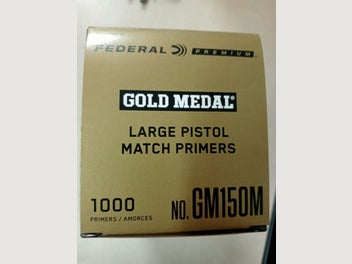 FEDERAL PREMIUM
GOLD MEDAL®
LARGE PISTOL
MATCH PRIMERS
1000
PRIMERS / AMORCES
NO. GM150M